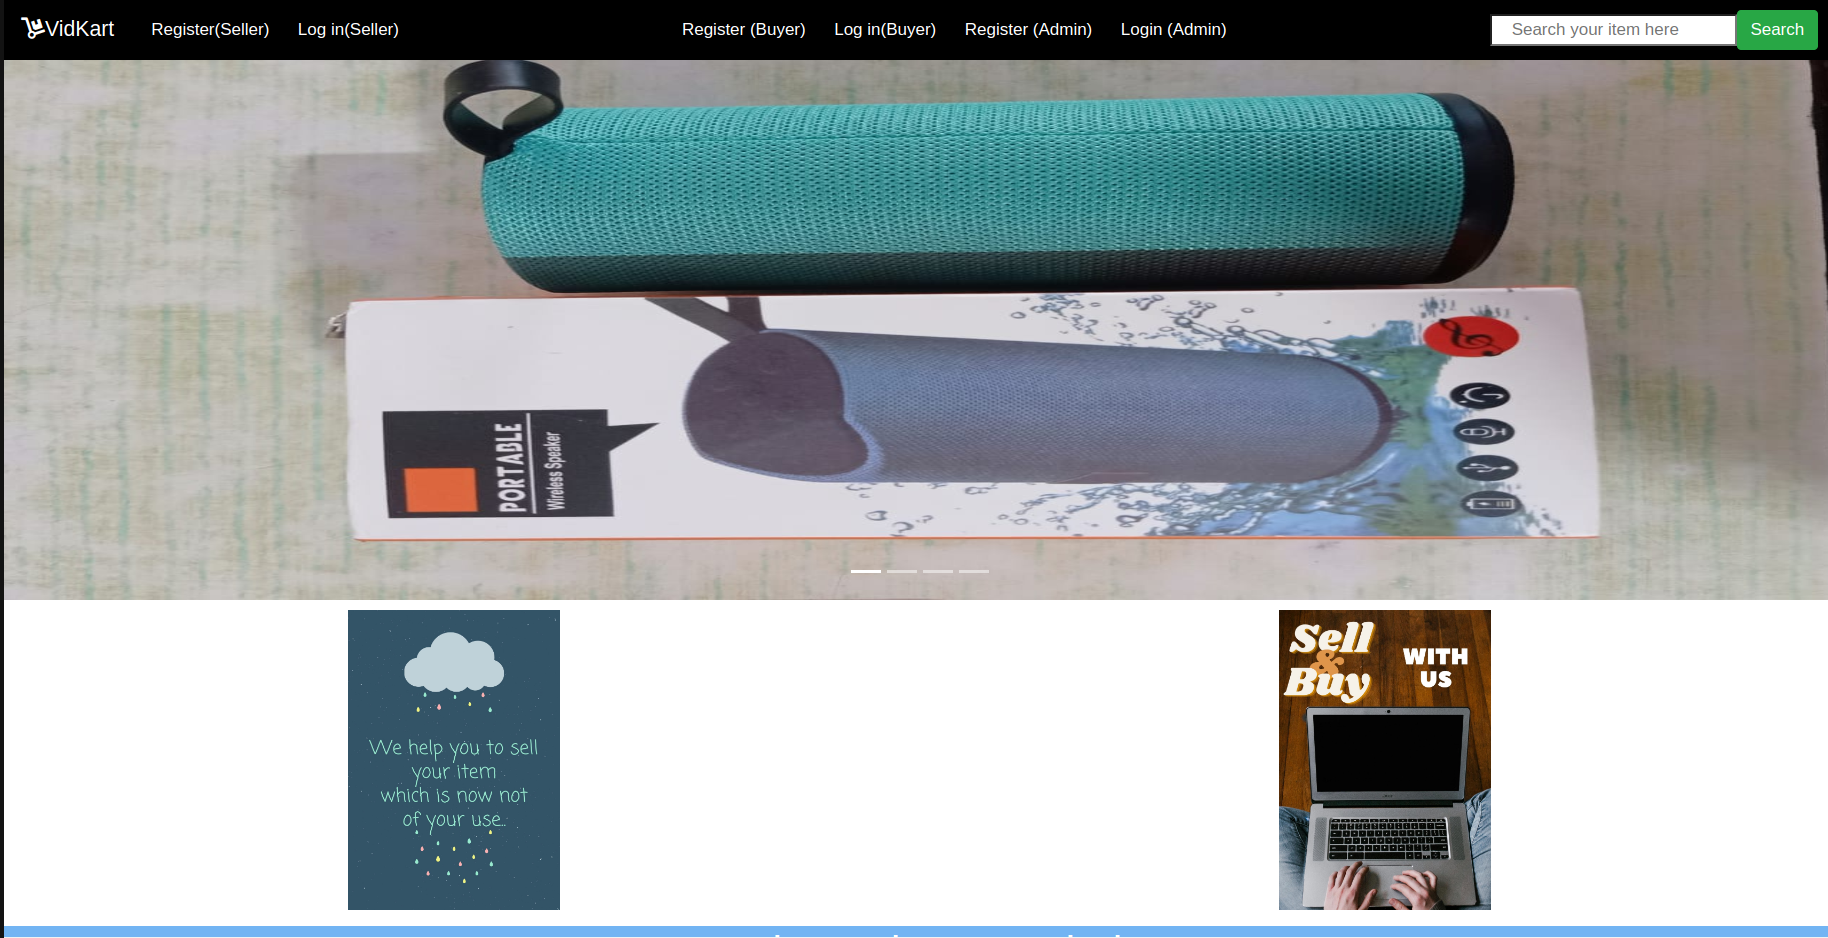 VidKart Register(Seller) Log in(Seller) Register (Buyer) Log in(Buyer) Register (Admin) Login (Admin) Search your item here Search
PORTABLE
Wireless Speaker
We help you to sell
your item
which is now not
of your use..
Sell
&
Buy
WITH
US